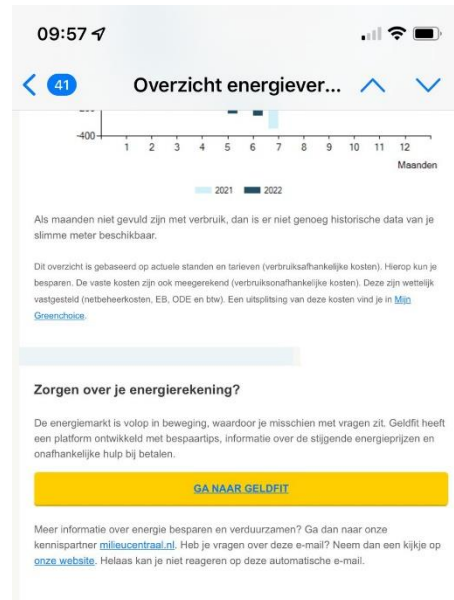 09:57
41
Overzicht energiever...
-400
1 2 3 4 5 6 7 8 9 10 11 12
Maanden
2021 2022
Als maanden niet gevuld zijn met verbruik, dan is er niet genoeg historische data van je
slimme meter beschikbaar.
Dit overzicht is gebaseerd op actuele standen en tarieven (verbruiksafhankelijke kosten). Hierop kun je
besparen. De vaste kosten zijn ook meegerekend (verbruiksonafhankelijke kosten). Deze zijn wettelijk
vastgesteld (netbeheerkosten, EB, ODE en btw). Een uitsplitsing van deze kosten vind je in Mijn
Greenchoice.
Zorgen over je energierekening?
De energiemarkt is volop in beweging, waardoor je misschien met vragen zit. Geldfit heeft
een platform ontwikkeld met bespaartips, informatie over de stijgende energieprijzen en
onafhankelijke hulp bij betalen.
GA NAAR GELDFIT
Meer informatie over energie besparen en verduurzamen? Ga dan naar onze
kennispartner milieucentraal.nl. Heb je vragen over deze e-mail? Neem dan een kijkje op
onze website. Helaas kan je niet reageren op deze automatische e-mail.